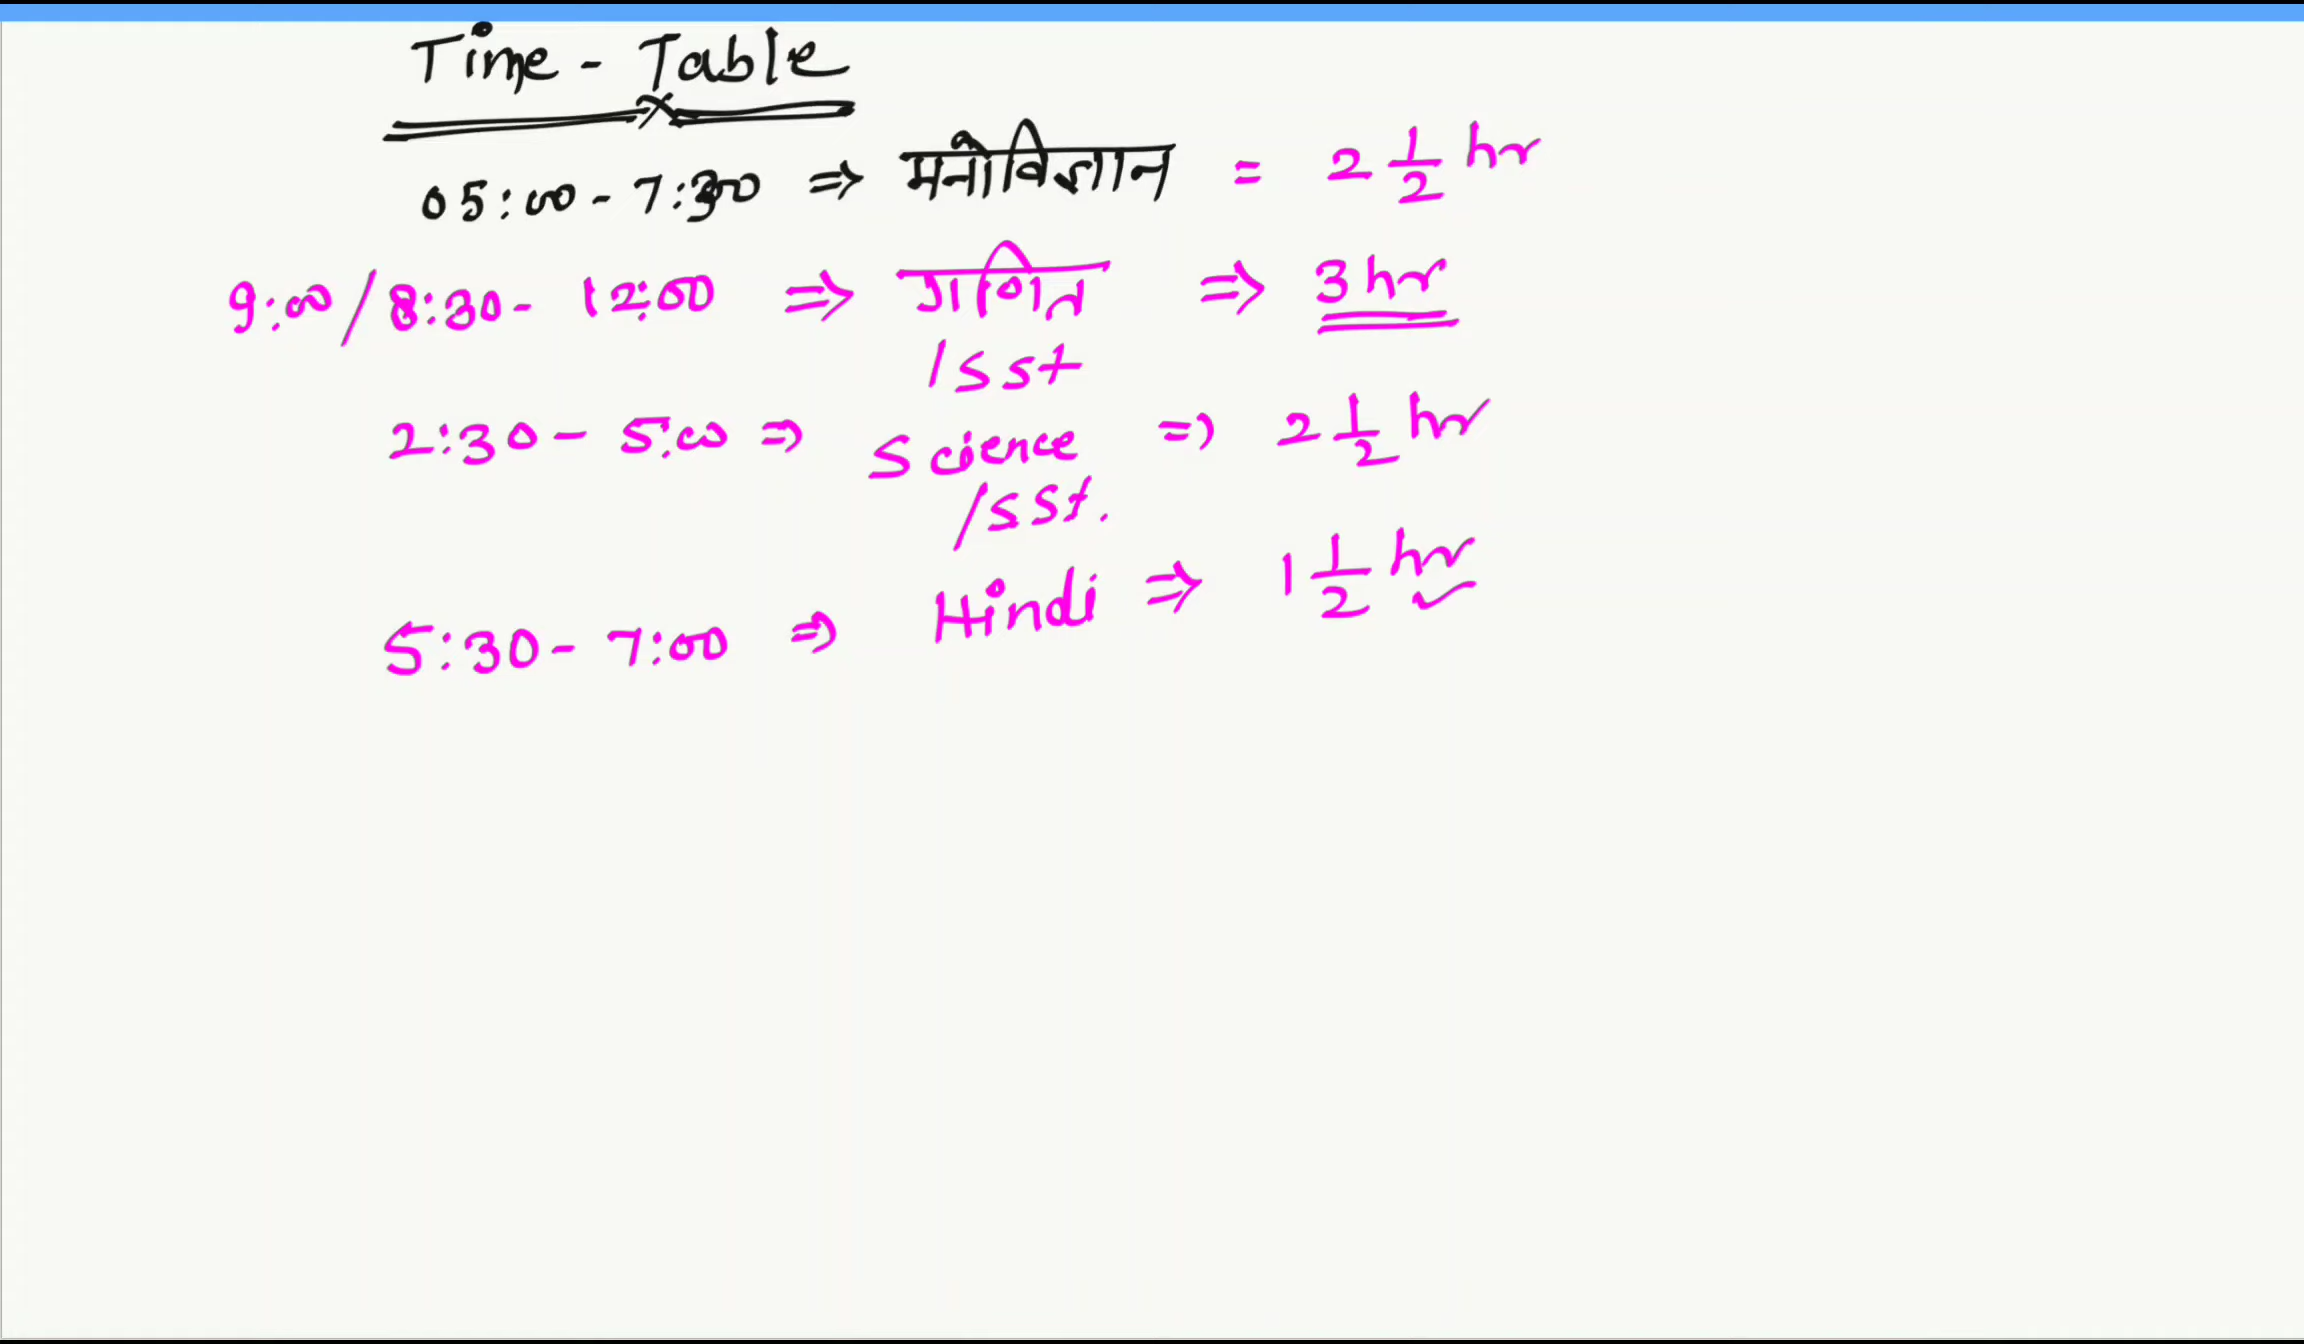 Time - Table
05:00 - 7:30 ⇒ मनोविज्ञान = 2 1/2 hr
9:00/8:30 - 12:00 ⇒ गणित ⇒ 3 hr
/SSt
2:30 - 5:00 ⇒ Science ⇒ 2 1/2 hr
/SSt.
5:30 - 7:00 ⇒ Hindi ⇒ 1 1/2 hr